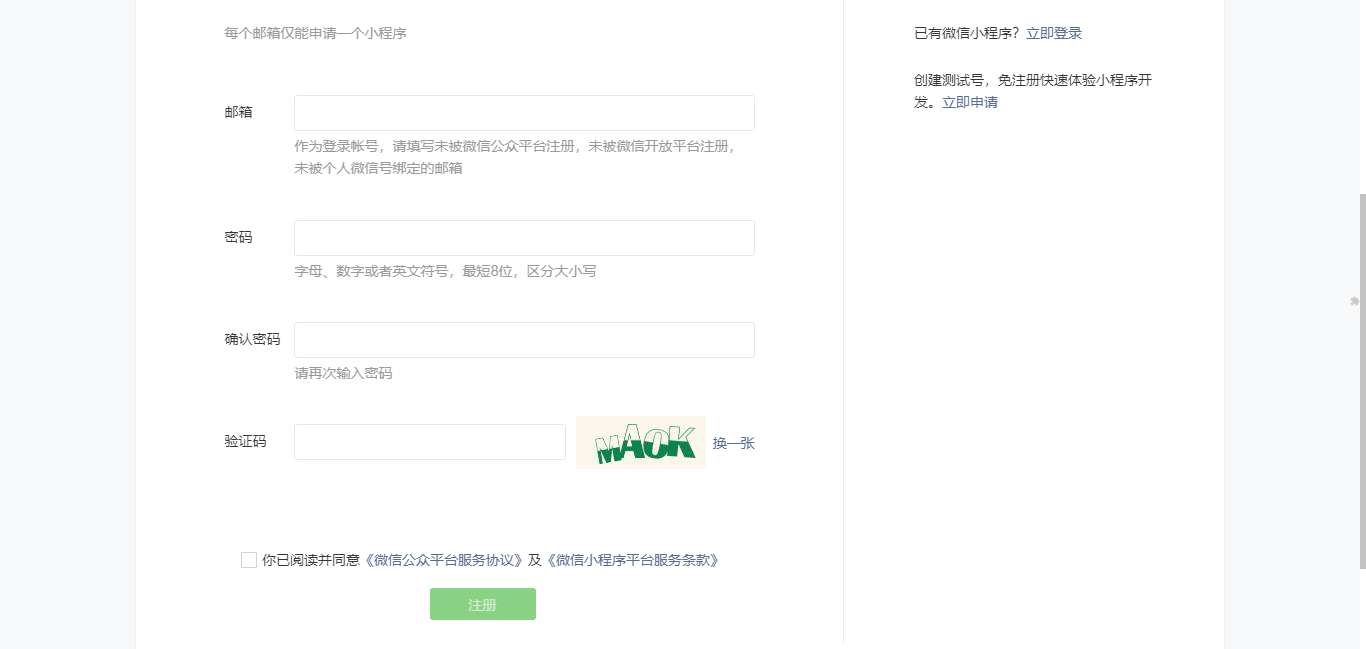 每个邮箱仅能申请一个小程序
邮箱
作为登录帐号，请填写未被微信公众平台注册，未被微信开放平台注册，
未被个人微信号绑定的邮箱
密码
字母、数字或者英文符号，最短8位，区分大小写
确认密码
请再次输入密码
验证码 MAOK 换一张
你已阅读并同意《微信公众平台服务协议》及《微信小程序平台服务条款》
注册
已有微信小程序？立即登录
创建测试号，免注册快速体验小程序开
发。立即申请